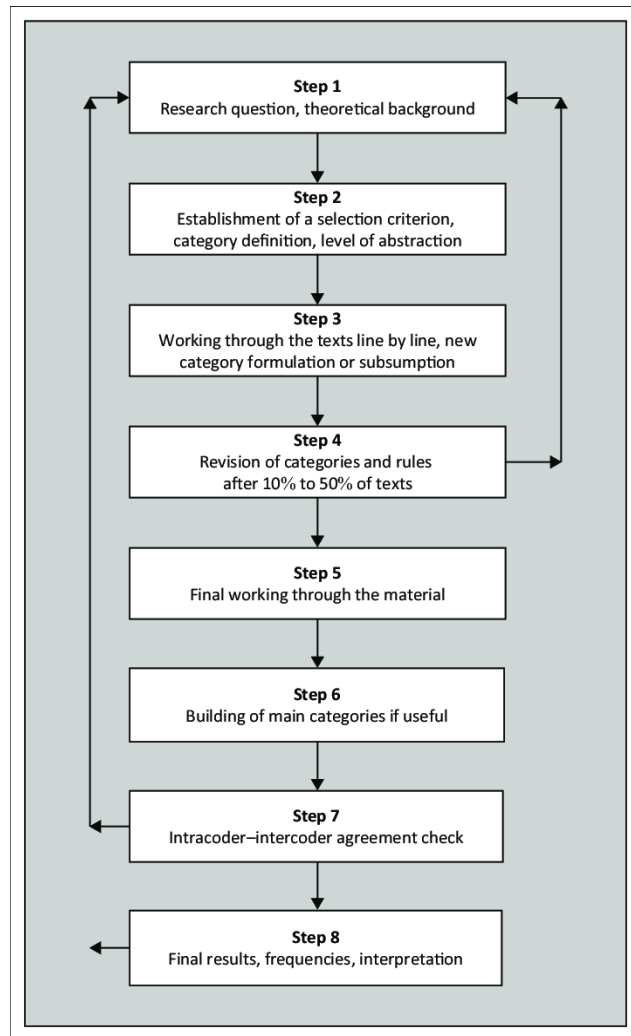 Step 1
Research question, theoretical background
Step 2
Establishment of a selection criterion,
category definition, level of abstraction
Step 3
Working through the texts line by line, new
category formulation or subsumption
Step 4
Revision of categories and rules
after 10% to 50% of texts
Step 5
Final working through the material
Step 6
Building of main categories if useful
Step 7
Intracoder–intercoder agreement check
Step 8
Final results, frequencies, interpretation